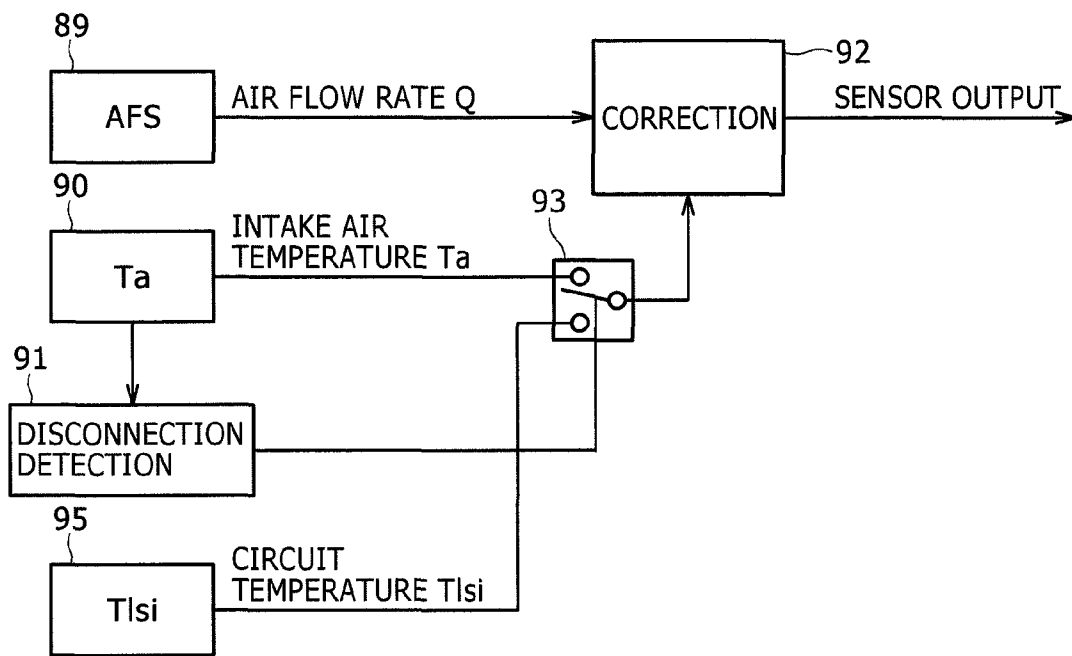 89
AFS
AIR FLOW RATE Q
92
CORRECTION
SENSOR OUTPUT
90
Ta
INTAKE AIR
TEMPERATURE Ta
93
91
DISCONNECTION
DETECTION
95
Tlsi
CIRCUIT
TEMPERATURE Tlsi